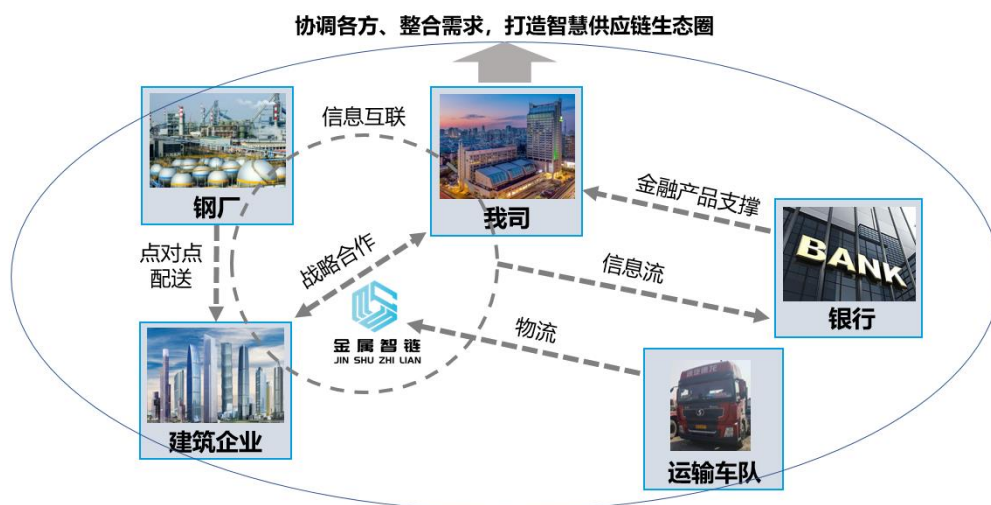 协调各方、整合需求，打造智慧供应链生态圈
信息互联
钢厂
我司
金融产品支撑
点对点
配送
战略合作
信息流
BANK
银行
物流
金属智链
JIN SHU ZHI LIAN
建筑企业
运输车队